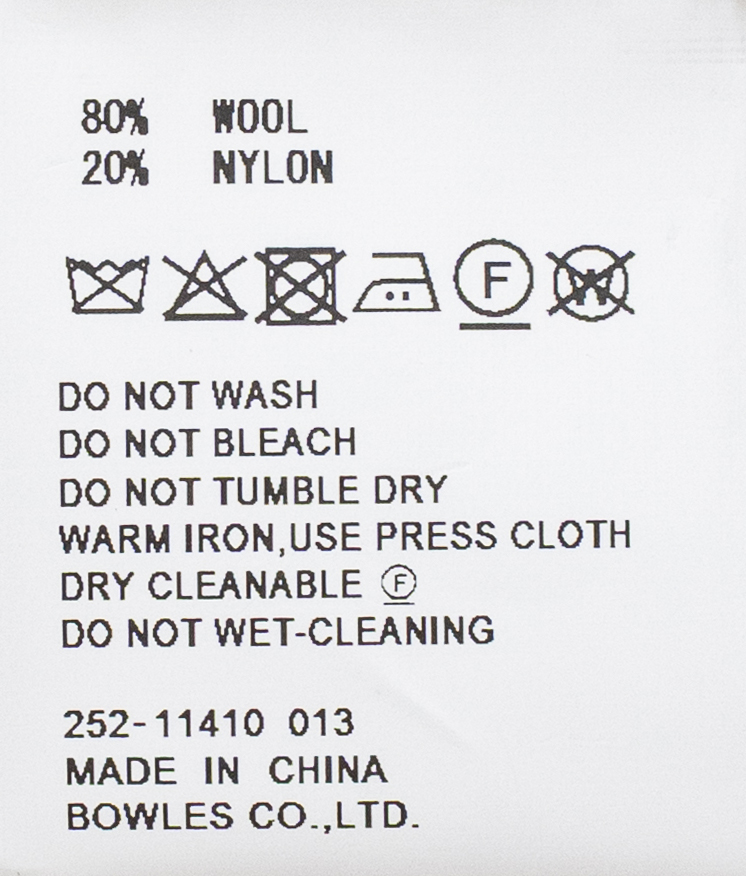 80% WOOL
20% NYLON
F W
DO NOT WASH
DO NOT BLEACH
DO NOT TUMBLE DRY
WARM IRON,USE PRESS CLOTH
DRY CLEANABLE F
DO NOT WET-CLEANING
252-11410 013
MADE IN CHINA
BOWLES CO.,LTD.